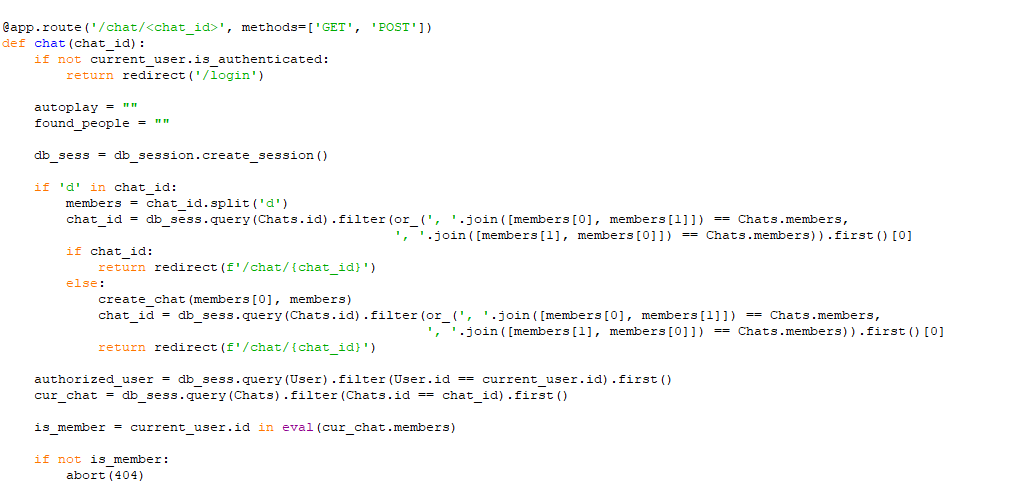 @app.route('/chat/<chat_id>', methods=['GET', 'POST'])
def chat(chat_id):
    if not current_user.is_authenticated:
        return redirect('/login')

    autoplay = ""
    found_people = ""

    db_sess = db_session.create_session()

    if 'd' in chat_id:
        members = chat_id.split('d')
        chat_id = db_sess.query(Chats.id).filter(or_(', '.join([members[0], members[1]]) == Chats.members,
                                                 ', '.join([members[1], members[0]]) == Chats.members)).first()[0]
        if chat_id:
            return redirect(f'/chat/{chat_id}')
        else:
            create_chat(members[0], members)
            chat_id = db_sess.query(Chats.id).filter(or_(', '.join([members[0], members[1]]) == Chats.members,
                                                     ', '.join([members[1], members[0]]) == Chats.members)).first()[0]
            return redirect(f'/chat/{chat_id}')

    authorized_user = db_sess.query(User).filter(User.id == current_user.id).first()
    cur_chat = db_sess.query(Chats).filter(Chats.id == chat_id).first()

    is_member = current_user.id in eval(cur_chat.members)

    if not is_member:
        abort(404)